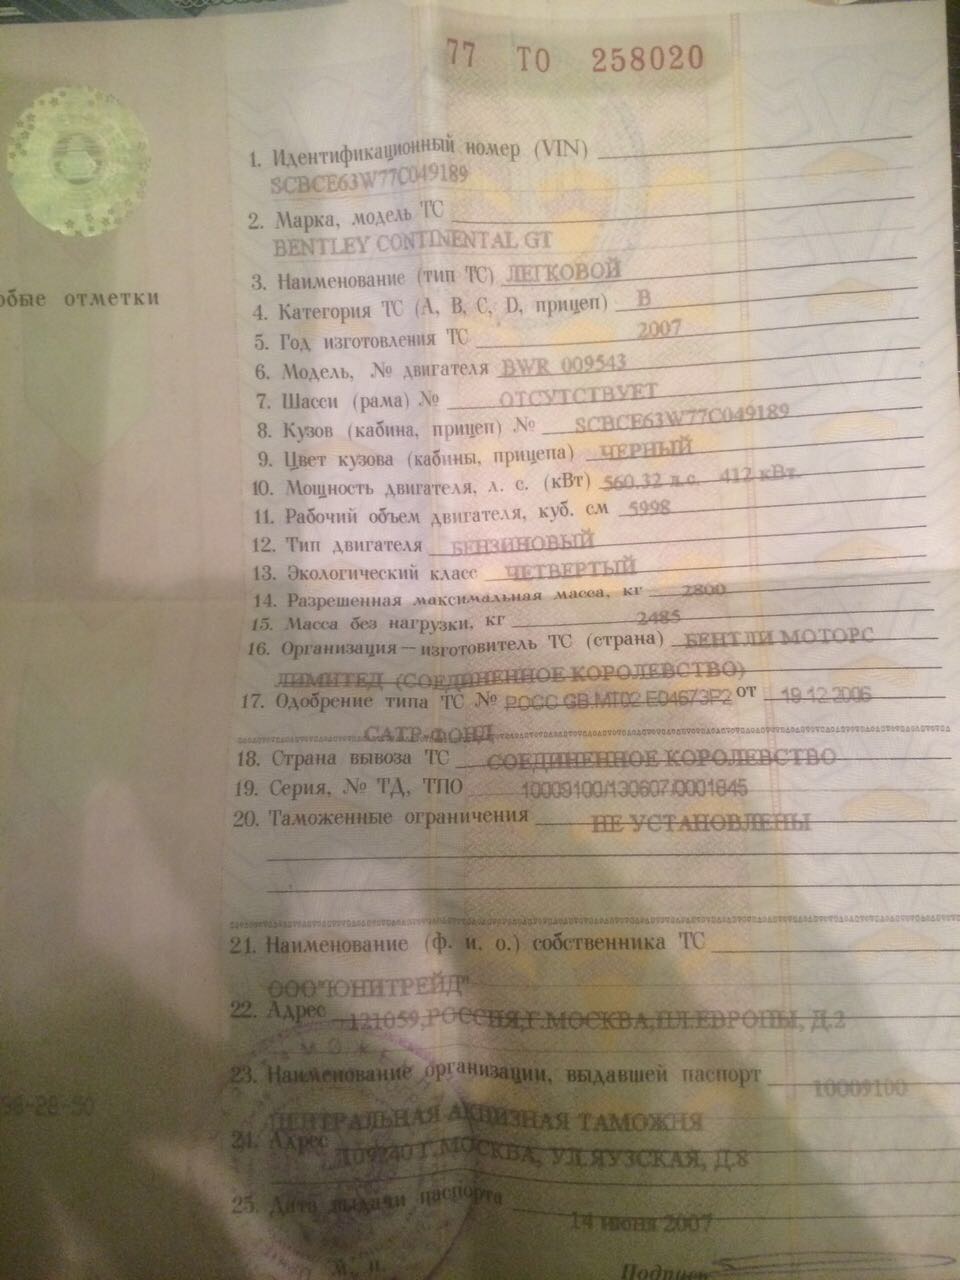 77 ТО 258020
1. Идентификационный номер (VIN)
SCBCE63W77C049189
2. Марка, модель ТС
BENTLEY CONTINENTAL GT
3. Наименование (тип ТС) ЛЕГКОВОЙ
обые отметки
4. Категория ТС (А, В, С, D, прицеп) В
5. Год изготовления ТС 2007
6. Модель, № двигателя BWR 009543
7. Шасси (рама) № ОТСУТСТВУЕТ
8. Кузов (кабина, прицеп) № SCBCE63W77C049189
9. Цвет кузова (кабины, прицепа) ЧЕРНЫЙ
10. Мощность двигателя, л. с. (кВт) 560.32 л.с. 412 кВт
11. Рабочий объем двигателя, куб. см 5998
12. Тип двигателя БЕНЗИНОВЫЙ
13. Экологический класс ЧЕТВЕРТЫЙ
14. Разрешенная максимальная масса, кг 2800
15. Масса без нагрузки, кг 2485
16. Организация – изготовитель ТС (страна) БЕНТЛИ МОТОРС
ЛИМИТЕД (СОЕДИНЕННОЕ КОРОЛЕВСТВО)
17. Одобрение типа ТС № РОСС GB.МТ02.Е04673Р2 от 19.12.2006
САТР-ФОНД
18. Страна вывоза ТС СОЕДИНЕННОЕ КОРОЛЕВСТВО
19. Серия, № ТД, ТПО 10009100/130607/0001845
20. Таможенные ограничения НЕ УСТАНОВЛЕНЫ
21. Наименование (ф. и. о.) собственника ТС
ООО"ЮНИТРЕЙД"
22. Адрес 121059,РОССИЯ,Г.МОСКВА,ПЛ.ЕВРОПЫ, Д.2
23. Наименование организации, выдавшей паспорт 10009100
ЦЕНТРАЛЬНАЯ АКЦИЗНАЯ ТАМОЖНЯ
24. Адрес 109240 Г.МОСКВА, УЛ.ЯУЗСКАЯ, Д.8
25. Дата выдачи паспорта 14 июня 2007
М. П.
Подпись